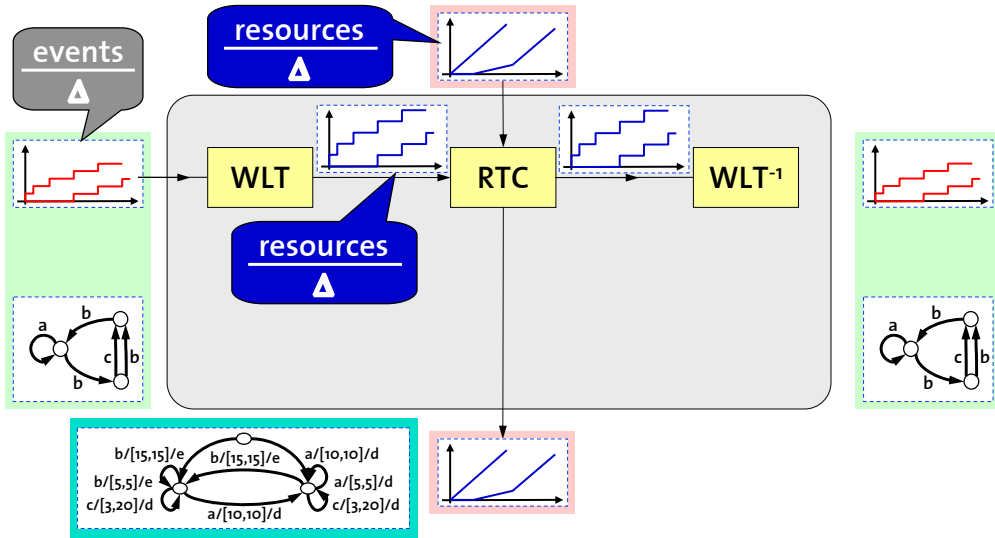 resources
Δ
events
Δ
WLT
RTC
WLT-1
resources
Δ
a
b
c
b
b
a
b
c
b
b
b/[15,15]/e
b/[15,15]/e
a/[10,10]/d
b/[5,5]/e
a/[5,5]/d
c/[3,20]/d
c/[3,20]/d
a/[10,10]/d